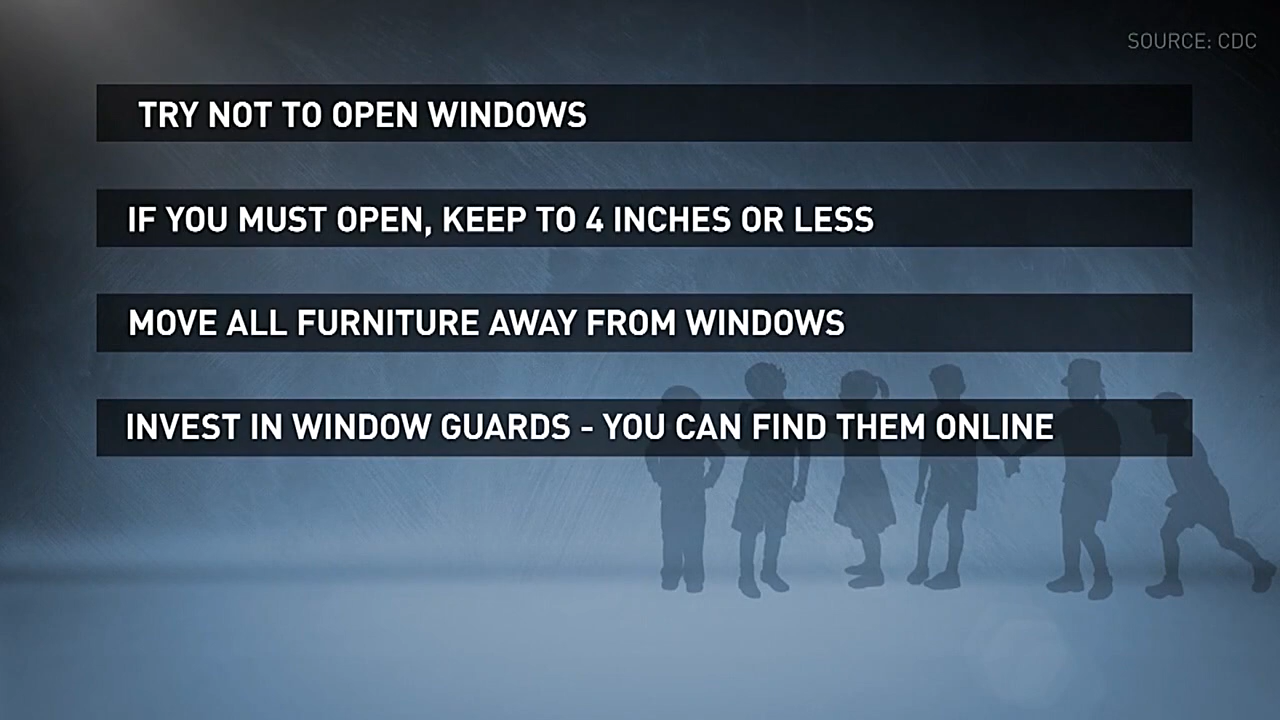 SOURCE: CDC
TRY NOT TO OPEN WINDOWS
IF YOU MUST OPEN, KEEP TO 4 INCHES OR LESS
MOVE ALL FURNITURE AWAY FROM WINDOWS
INVEST IN WINDOW GUARDS - YOU CAN FIND THEM ONLINE